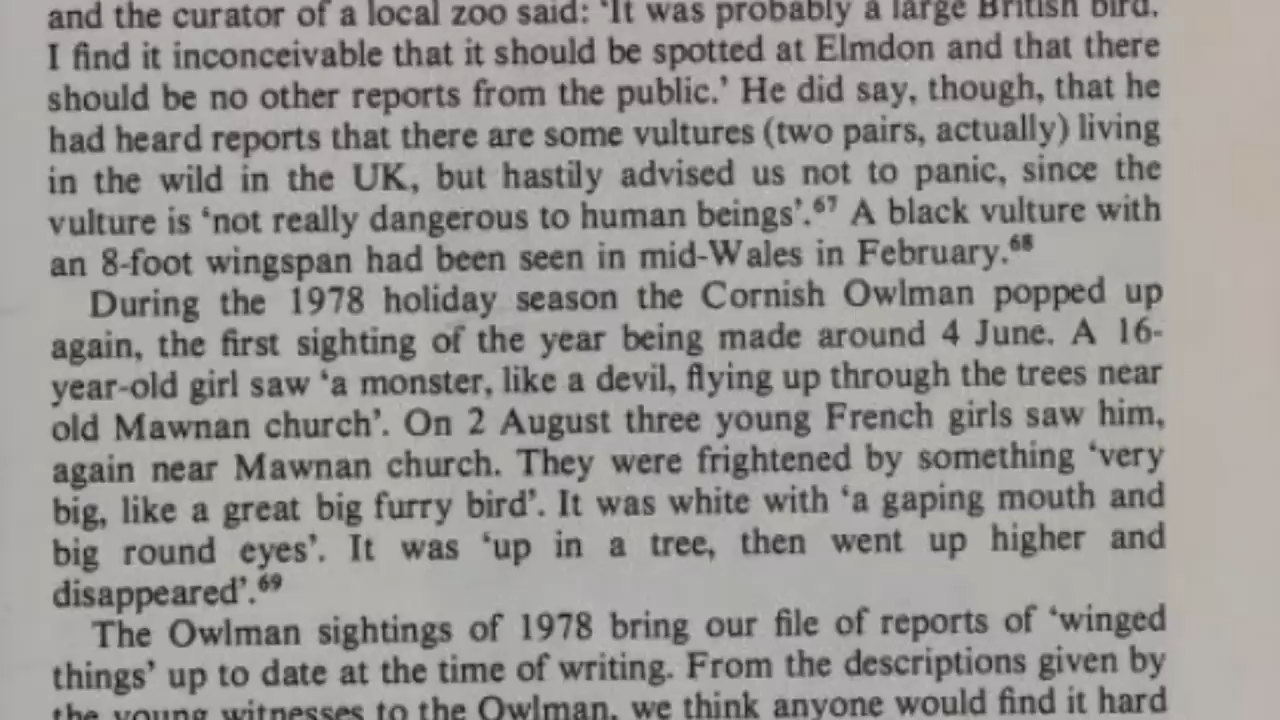 and the curator of a local zoo said: 'It was probably a large British bird.
I find it inconceivable that it should be spotted at Elmdon and that there
should be no other reports from the public.' He did say, though, that he
had heard reports that there are some vultures (two pairs, actually) living
in the wild in the UK, but hastily advised us not to panic, since the
vulture is 'not really dangerous to human beings'.⁶⁷ A black vulture with
an 8-foot wingspan had been seen in mid-Wales in February.⁶⁸
During the 1978 holiday season the Cornish Owlman popped up
again, the first sighting of the year being made around 4 June. A 16-
year-old girl saw 'a monster, like a devil, flying up through the trees near
old Mawnan church'. On 2 August three young French girls saw him,
again near Mawnan church. They were frightened by something 'very
big, like a great big furry bird'. It was white with 'a gaping mouth and
big round eyes'. It was 'up in a tree, then went up higher and
disappeared'.⁶⁹
The Owlman sightings of 1978 bring our file of reports of 'winged
things' up to date at the time of writing. From the descriptions given by
the young witnesses to the Owlman, we think anyone would find it hard